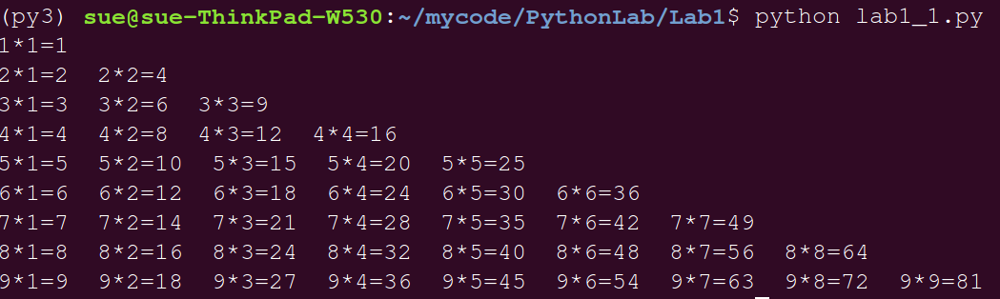 (py3) sue@sue-ThinkPad-W530:~/mycode/PythonLab/Lab1$ python lab1_1.py
1*1=1
2*1=2  2*2=4
3*1=3  3*2=6  3*3=9
4*1=4  4*2=8  4*3=12  4*4=16
5*1=5  5*2=10  5*3=15  5*4=20  5*5=25
6*1=6  6*2=12  6*3=18  6*4=24  6*5=30  6*6=36
7*1=7  7*2=14  7*3=21  7*4=28  7*5=35  7*6=42  7*7=49
8*1=8  8*2=16  8*3=24  8*4=32  8*5=40  8*6=48  8*7=56  8*8=64
9*1=9  9*2=18  9*3=27  9*4=36  9*5=45  9*6=54  9*7=63  9*8=72  9*9=81